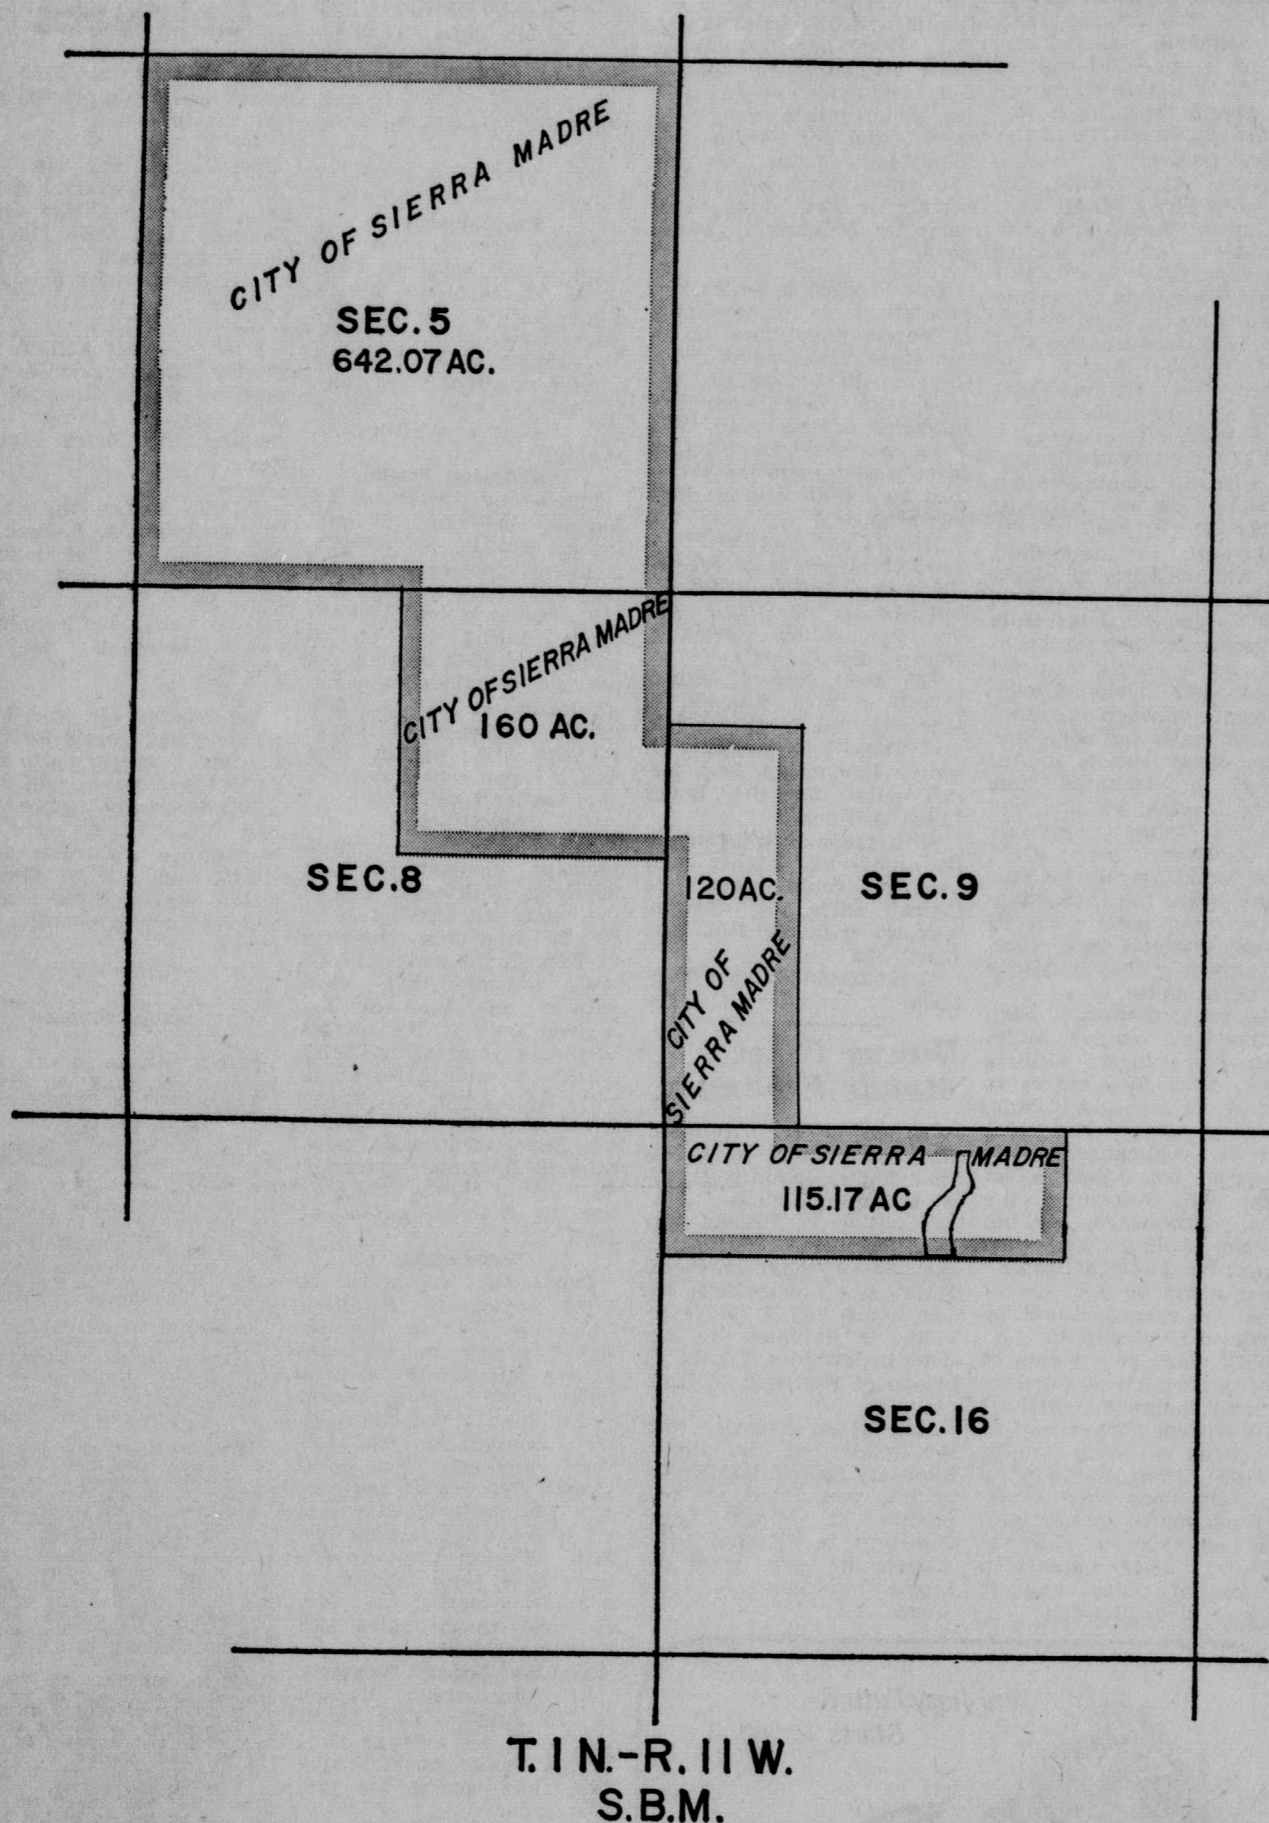 CITY OF SIERRA MADRE
SEC. 5
642.07 AC.
CITY OF SIERRA MADRE
160 AC.
SEC. 8
120 AC.
SEC. 9
CITY OF
SIERRA MADRE
CITY OF SIERRA MADRE
115.17 AC
SEC. 16
T. 1 N.-R. 11 W.
S.B.M.